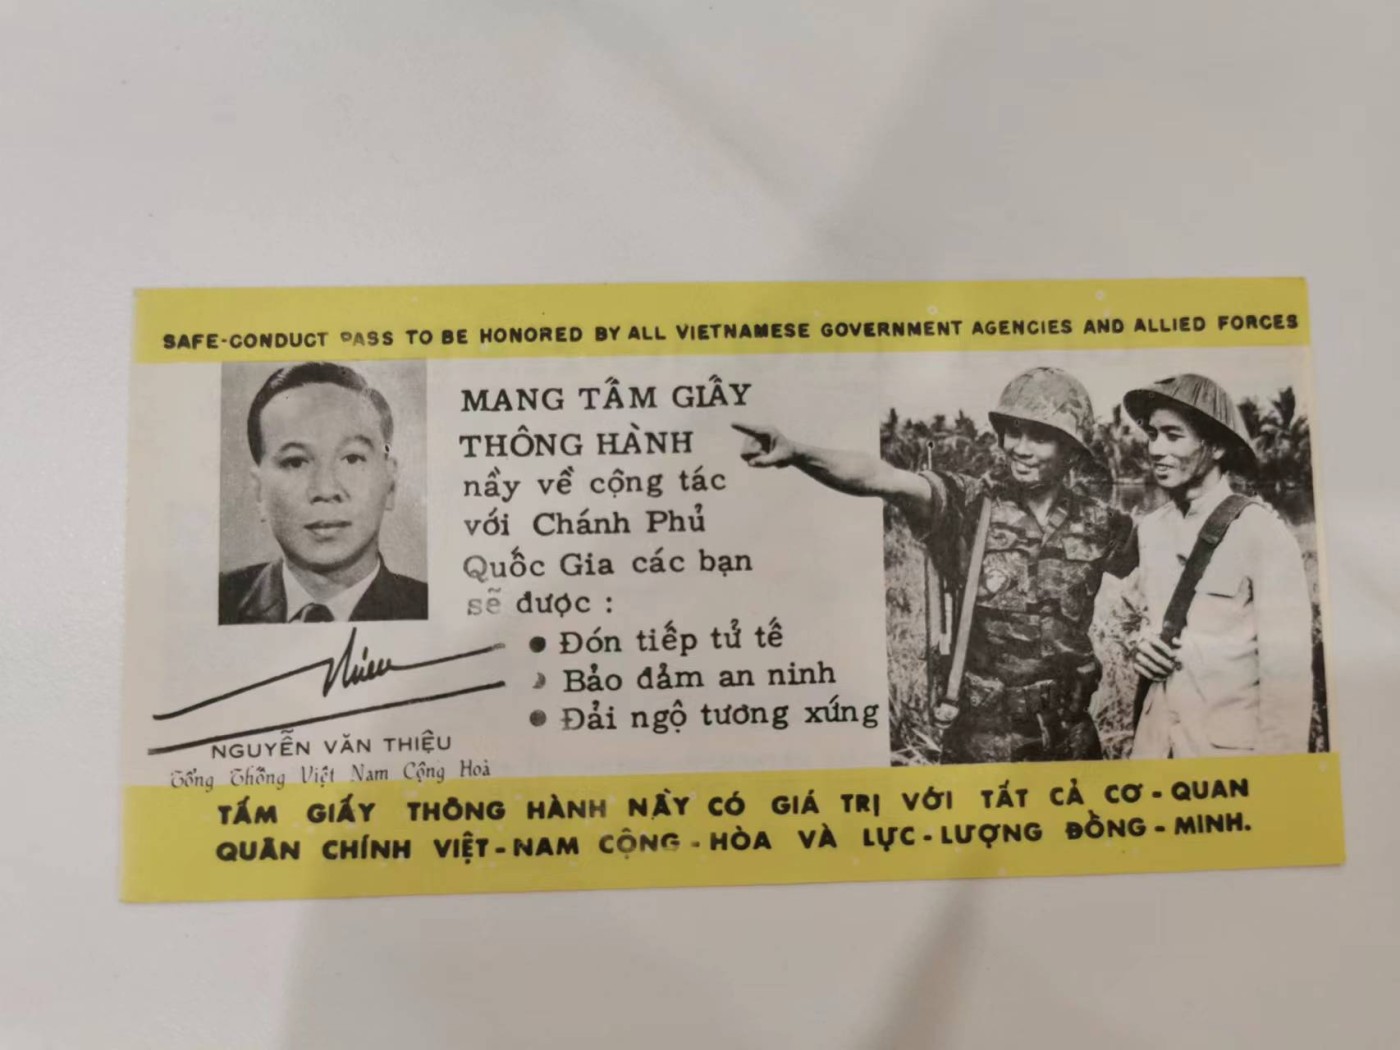 SAFE-CONDUCT PASS TO BE HONORED BY ALL VIETNAMESE GOVERNMENT AGENCIES AND ALLIED FORCES
MANG TẤM GIẤY
THÔNG HÀNH
nầy về cộng tác
với Chánh Phủ
Quốc Gia các bạn
sẽ được :
● Đón tiếp tử tế
● Bảo đảm an ninh
● Đải ngộ tương xứng
Thieu
NGUYỄN VĂN THIỆU
Tổng Thống Việt Nam Cộng Hoà
TẤM GIẤY THÔNG HÀNH NẦY CÓ GIÁ TRỊ VỚI TẤT CẢ CƠ - QUAN
QUÂN CHÍNH VIỆT - NAM CỘNG - HÒA VÀ LỰC - LƯỢNG ĐỒNG - MINH.